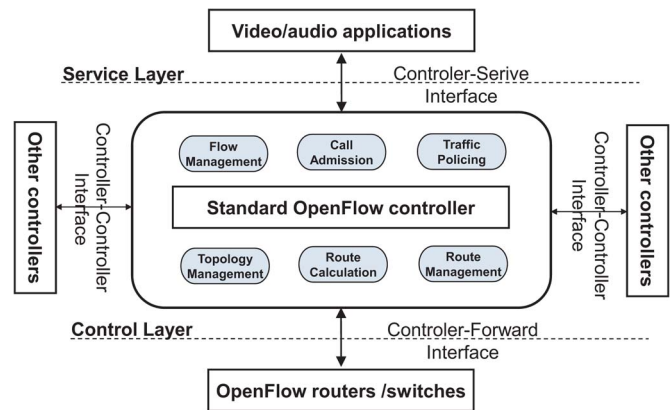 Video/audio applications
Service Layer
Controler-Serive
Interface
Other controllers
Controller-Controller
Interface
Flow
Management
Call
Admission
Traffic
Policing
Standard OpenFlow controller
Topology
Management
Route
Calculation
Route
Management
Controller-Controller
Interface
Other controllers
Control Layer
Controler-Forward
Interface
OpenFlow routers /switches